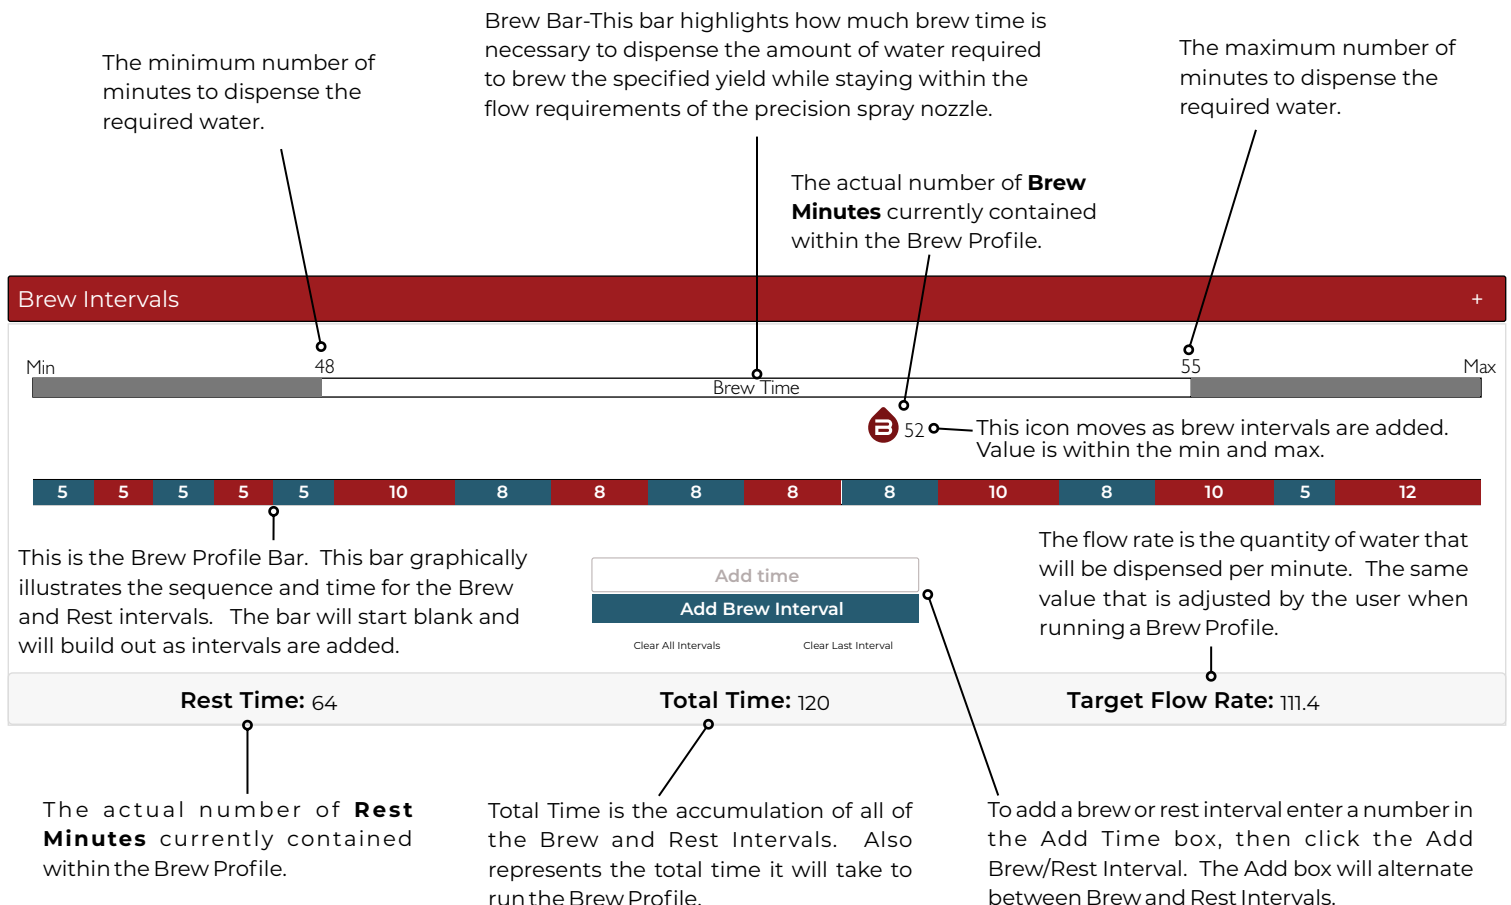 Brew Bar-This bar highlights how much brew time is
necessary to dispense the amount of water required
to brew the specified yield while staying within the
flow requirements of the precision spray nozzle.
The minimum number of
minutes to dispense the
required water.
The maximum number of
minutes to dispense the
required water.
The actual number of Brew
Minutes currently contained
within the Brew Profile.
Brew Intervals +
Min 48 55 Max
Brew Time
B 52
This icon moves as brew intervals are added.
Value is within the min and max.
5 5 5 5 5 10 8 8 8 8 8 10 8 10 5 12
This is the Brew Profile Bar. This bar graphically
illustrates the sequence and time for the Brew
and Rest intervals. The bar will start blank and
will build out as intervals are added.
Add time
Add Brew Interval
Clear All Intervals Clear Last Interval
The flow rate is the quantity of water that
will be dispensed per minute. The same
value that is adjusted by the user when
running a Brew Profile.
Rest Time: 64 Total Time: 120 Target Flow Rate: 111.4
The actual number of Rest
Minutes currently contained
within the Brew Profile.
Total Time is the accumulation of all of
the Brew and Rest Intervals. Also
represents the total time it will take to
run the Brew Profile.
To add a brew or rest interval enter a number in
the Add Time box, then click the Add
Brew/Rest Interval. The Add box will alternate
between Brew and Rest Intervals.